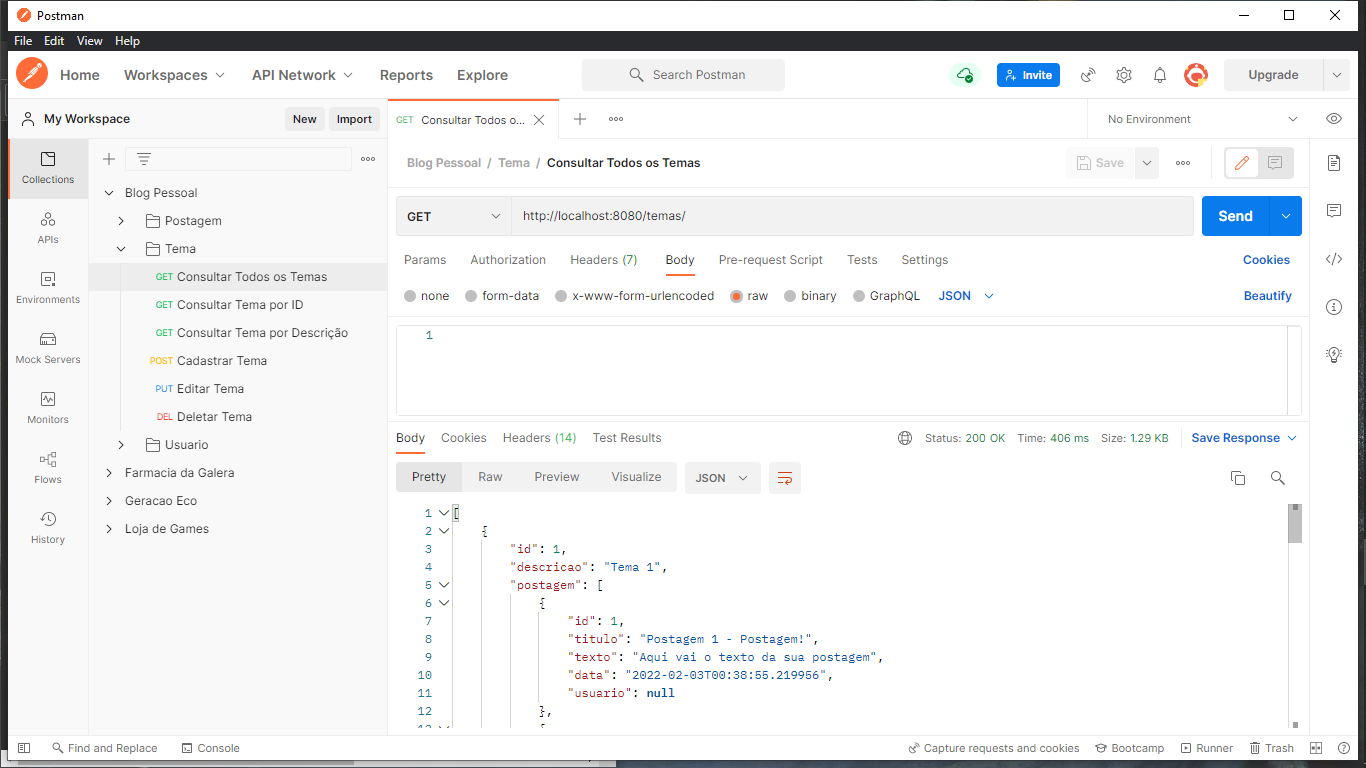 Postman
File Edit View Help
Home Workspaces API Network Reports Explore Search Postman Invite Upgrade
My Workspace New Import GET Consultar Todos o... No Environment
Blog Pessoal / Tema / Consultar Todos os Temas Save
Collections
APIs
Environments
Mock Servers
Monitors
Flows
History
Blog Pessoal
Postagem
Tema
GET Consultar Todos os Temas
GET Consultar Tema por ID
GET Consultar Tema por Descrição
POST Cadastrar Tema
PUT Editar Tema
DEL Deletar Tema
Usuario
Farmacia da Galera
Geracao Eco
Loja de Games
GET http://localhost:8080/temas/ Send
Params Authorization Headers (7) Body Pre-request Script Tests Settings Cookies
none form-data x-www-form-urlencoded raw binary GraphQL JSON Beautify
1
Body Cookies Headers (14) Test Results Status: 200 OK Time: 406 ms Size: 1.29 KB Save Response
Pretty Raw Preview Visualize JSON
1 [
2 {
3 "id": 1,
4 "descricao": "Tema 1",
5 "postagem": [
6 {
7 "id": 1,
8 "titulo": "Postagem 1 - Postagem!",
9 "texto": "Aqui vai o texto da sua postagem",
10 "data": "2022-02-03T00:38:55.219956",
11 "usuario": null
12 },
13 {
Find and Replace Console Capture requests and cookies Bootcamp Runner Trash